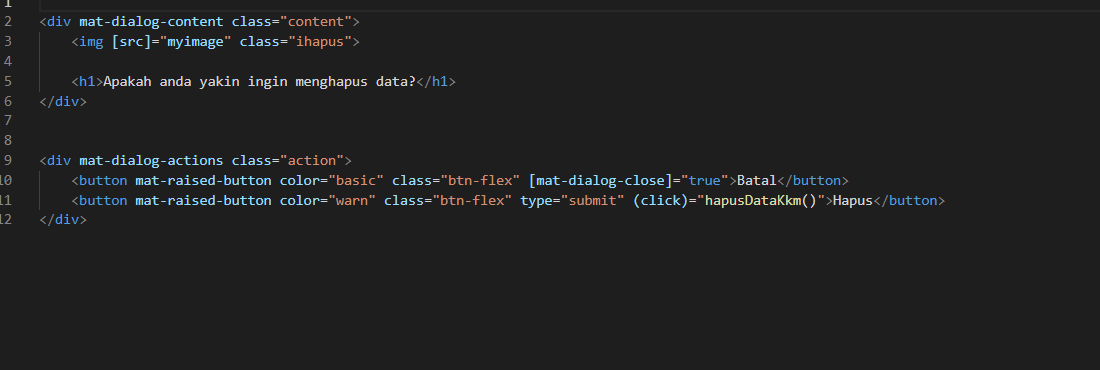 1
2 <div mat-dialog-content class="content">
3 <img [src]="myimage" class="ihapus">
4
5 <h1>Apakah anda yakin ingin menghapus data?</h1>
6 </div>
7
8
9 <div mat-dialog-actions class="action">
10 <button mat-raised-button color="basic" class="btn-flex" [mat-dialog-close]="true">Batal</button>
11 <button mat-raised-button color="warn" class="btn-flex" type="submit" (click)="hapusDataKkm()">Hapus</button>
12 </div>